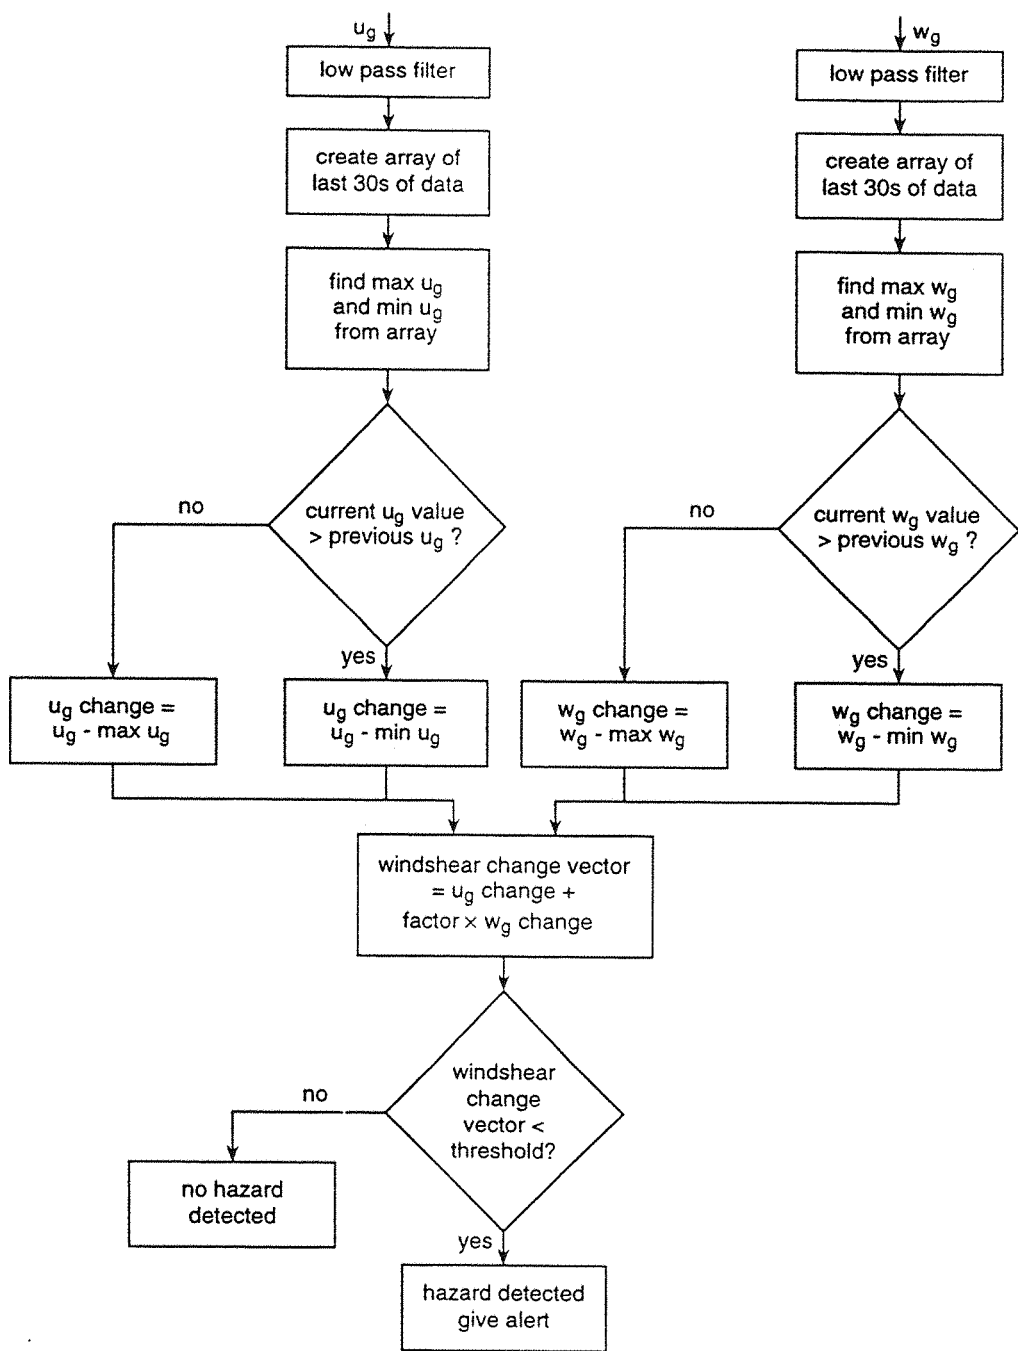 u_g
low pass filter
create array of
last 30s of data
find max u_g
and min u_g
from array
current u_g value
> previous u_g ?
no
yes
u_g change =
u_g - max u_g
u_g change =
u_g - min u_g
w_g
low pass filter
create array of
last 30s of data
find max w_g
and min w_g
from array
current w_g value
> previous w_g ?
no
yes
w_g change =
w_g - max w_g
w_g change =
w_g - min w_g
windshear change vector
= u_g change +
factor × w_g change
windshear
change
vector <
threshold?
no
no hazard
detected
yes
hazard detected
give alert